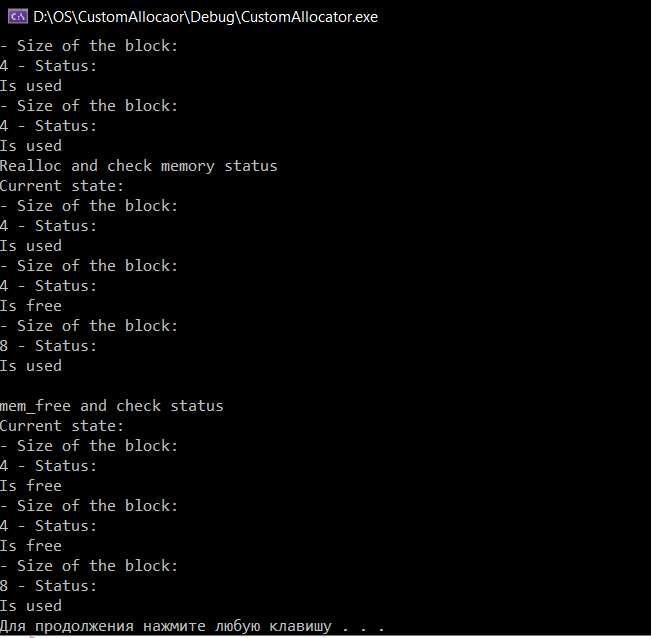 D:\OS\CustomAllocaor\Debug\CustomAllocator.exe
- Size of the block:
4 - Status:
Is used
- Size of the block:
4 - Status:
Is used
Realloc and check memory status
Current state:
- Size of the block:
4 - Status:
Is used
- Size of the block:
4 - Status:
Is free
- Size of the block:
8 - Status:
Is used
mem_free and check status
Current state:
- Size of the block:
4 - Status:
Is free
- Size of the block:
4 - Status:
Is free
- Size of the block:
8 - Status:
Is used
Для продолжения нажмите любую клавишу . . .